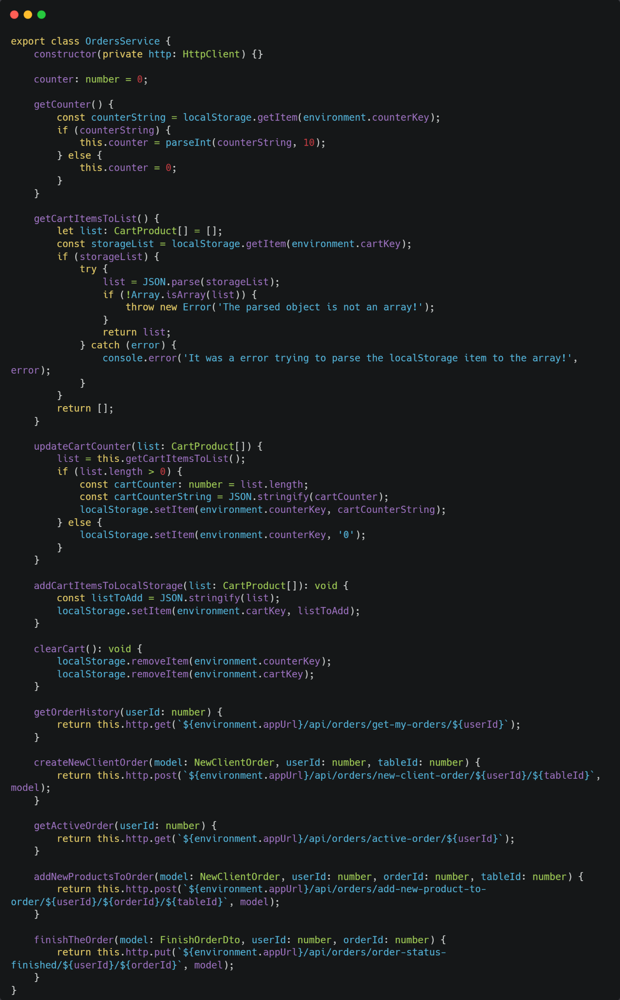 export class OrdersService {
    constructor(private http: HttpClient) {}

    counter: number = 0;

    getCounter() {
        const counterString = localStorage.getItem(environment.counterKey);
        if (counterString) {
            this.counter = parseInt(counterString, 10);
        } else {
            this.counter = 0;
        }
    }

    getCartItemsToList() {
        let list: CartProduct[] = [];
        const storageList = localStorage.getItem(environment.cartKey);
        if (storageList) {
            try {
                list = JSON.parse(storageList);
                if (!Array.isArray(list)) {
                    throw new Error('The parsed object is not an array!');
                }
                return list;
            } catch (error) {
                console.error('It was a error trying to parse the localStorage item to the array!',
error);
            }
        }
        return [];
    }

    updateCartCounter(list: CartProduct[]) {
        list = this.getCartItemsToList();
        if (list.length > 0) {
            const cartCounter: number = list.length;
            const cartCounterString = JSON.stringify(cartCounter);
            localStorage.setItem(environment.counterKey, cartCounterString);
        } else {
            localStorage.setItem(environment.counterKey, '0');
        }
    }

    addCartItemsToLocalStorage(list: CartProduct[]): void {
        const listToAdd = JSON.stringify(list);
        localStorage.setItem(environment.cartKey, listToAdd);
    }

    clearCart(): void {
        localStorage.removeItem(environment.counterKey);
        localStorage.removeItem(environment.cartKey);
    }

    getOrderHistory(userId: number) {
        return this.http.get(`${environment.appUrl}/api/orders/get-my-orders/${userId}`);
    }

    createNewClientOrder(model: NewClientOrder, userId: number, tableId: number) {
        return this.http.post(`${environment.appUrl}/api/orders/new-client-order/${userId}/${tableId}`,
model);
    }

    getActiveOrder(userId: number) {
        return this.http.get(`${environment.appUrl}/api/orders/active-order/${userId}`);
    }

    addNewProductsToOrder(model: NewClientOrder, userId: number, orderId: number, tableId: number) {
        return this.http.post(`${environment.appUrl}/api/orders/add-new-product-to-
order/${userId}/${orderId}/${tableId}`, model);
    }

    finishTheOrder(model: FinishOrderDto, userId: number, orderId: number) {
        return this.http.put(`${environment.appUrl}/api/orders/order-status-
finished/${userId}/${orderId}`, model);
    }
}